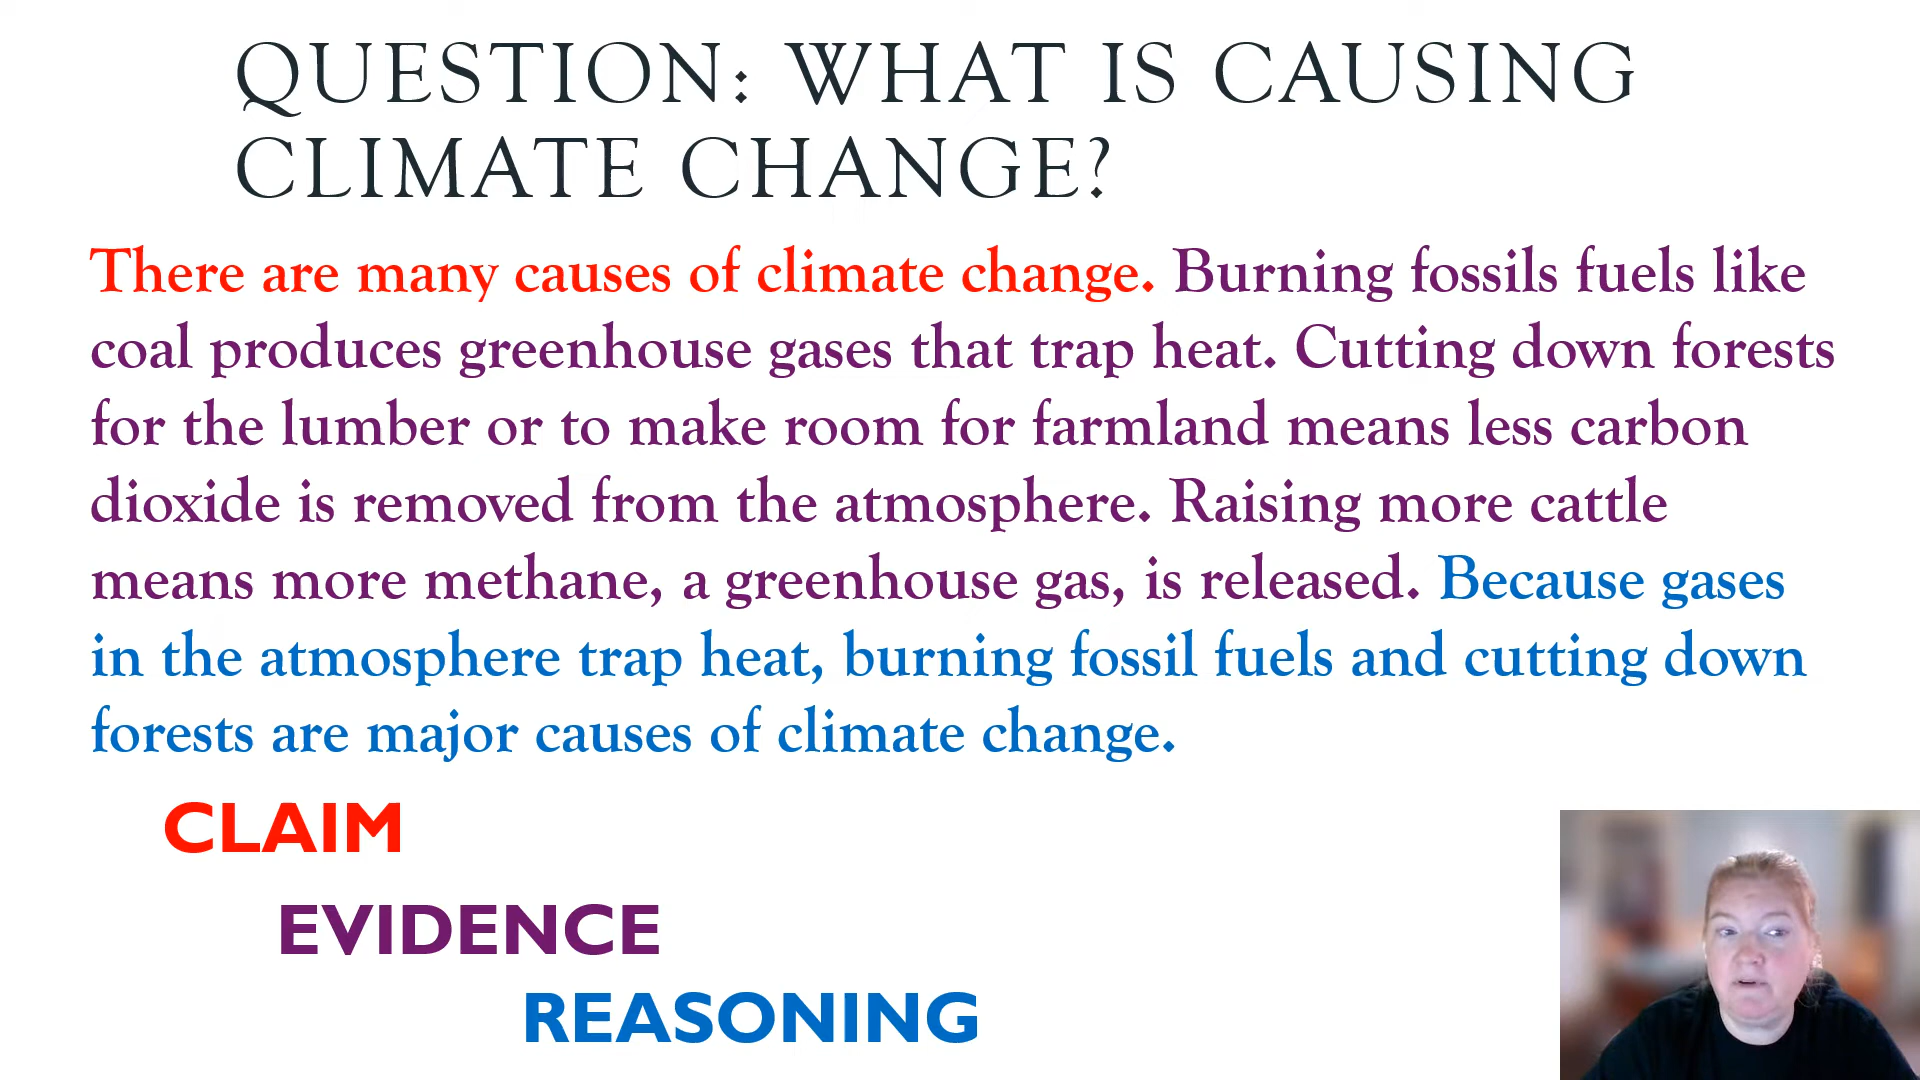 QUESTION: WHAT IS CAUSING
CLIMATE CHANGE?
There are many causes of climate change. Burning fossils fuels like
coal produces greenhouse gases that trap heat. Cutting down forests
for the lumber or to make room for farmland means less carbon
dioxide is removed from the atmosphere. Raising more cattle
means more methane, a greenhouse gas, is released. Because gases
in the atmosphere trap heat, burning fossil fuels and cutting down
forests are major causes of climate change.
CLAIM
EVIDENCE
REASONING